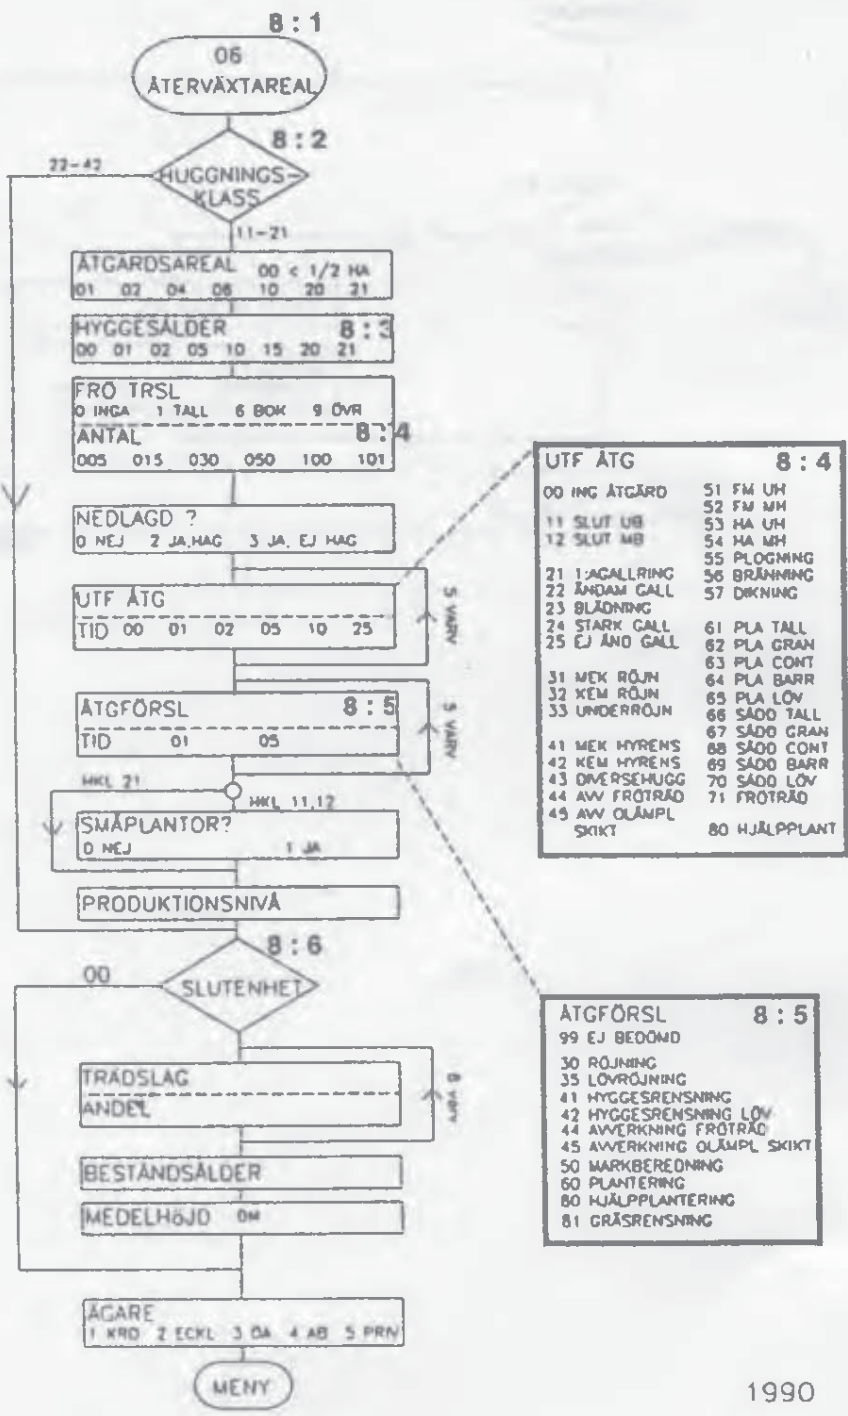 8:1
06
ÅTERVÄXTAREAL
8:2
22-42
HUGGNINGS-
KLASS
11-21
ÅTGÄRDSAREAL 00 < 1/2 HA
01 02 04 06 10 20 21
HYGGESÅLDER 8:3
00 01 02 05 10 15 20 21
FRÖ TRSL
0 INGA 1 TALL 6 BOK 9 ÖVR
ANTAL 8:4
005 015 030 050 100 101
NEDLAGD ?
0 NEJ 2 JA,HAG 3 JA, EJ HAG
UTF ÅTG
TID 00 01 02 05 10 25
5 VARV
ÅTGFÖRSL 8:5
TID 01 05
3 VARV
HKL 21
HKL 11,12
SMÅPLANTOR?
0 NEJ 1 JA
PRODUKTIONSNIVÅ
8:6
00
SLUTENHET
TRÄDSLAG
ANDEL
8 varv
BESTÅNDSÅLDER
MEDELHÖJD DM
ÄGARE
1 KRO 2 ECKL 3 ÖA 4 AB 5 PRIV
MENY
UTF ÅTG 8:4
00 ING ÅTGÄRD
11 SLUT UB
12 SLUT MB
21 1:AGALLRING
22 ÄNDAM GALL
23 BLÄDNING
24 STARK GALL
25 EJ ÄND GALL
31 MEK RÖJN
32 KEM RÖJN
33 UNDERRÖJN
41 MEK HYRENS
42 KEM HYRENS
43 DIVERSEHUGG
44 AVV FRÖTRÄD
45 AVV OLÄMPL
SKIKT
51 FM UH
52 FM MH
53 HA UH
54 HA MH
55 PLOGNING
56 BRÄNNING
57 DIKNING
61 PLA TALL
62 PLA GRAN
63 PLA CONT
64 PLA BARR
65 PLA LÖV
66 SÅDD TALL
67 SÅDD GRAN
68 SÅDD CONT
69 SÅDD BARR
70 SÅDD LÖV
71 FRÖTRÄD
80 HJÄLPPLANT
ÅTGFÖRSL 8:5
99 EJ BEDÖMD
30 RÖJNING
35 LÖVRÖJNING
41 HYGGESRENSNING
42 HYGGESRENSNING LÖV
44 AVVERKNING FRÖTRÄD
45 AVVERKNING OLÄMPL SKIKT
50 MARKBEREDNING
60 PLANTERING
80 HJÄLPPLANTERING
81 GRÄSRENSNING
1990